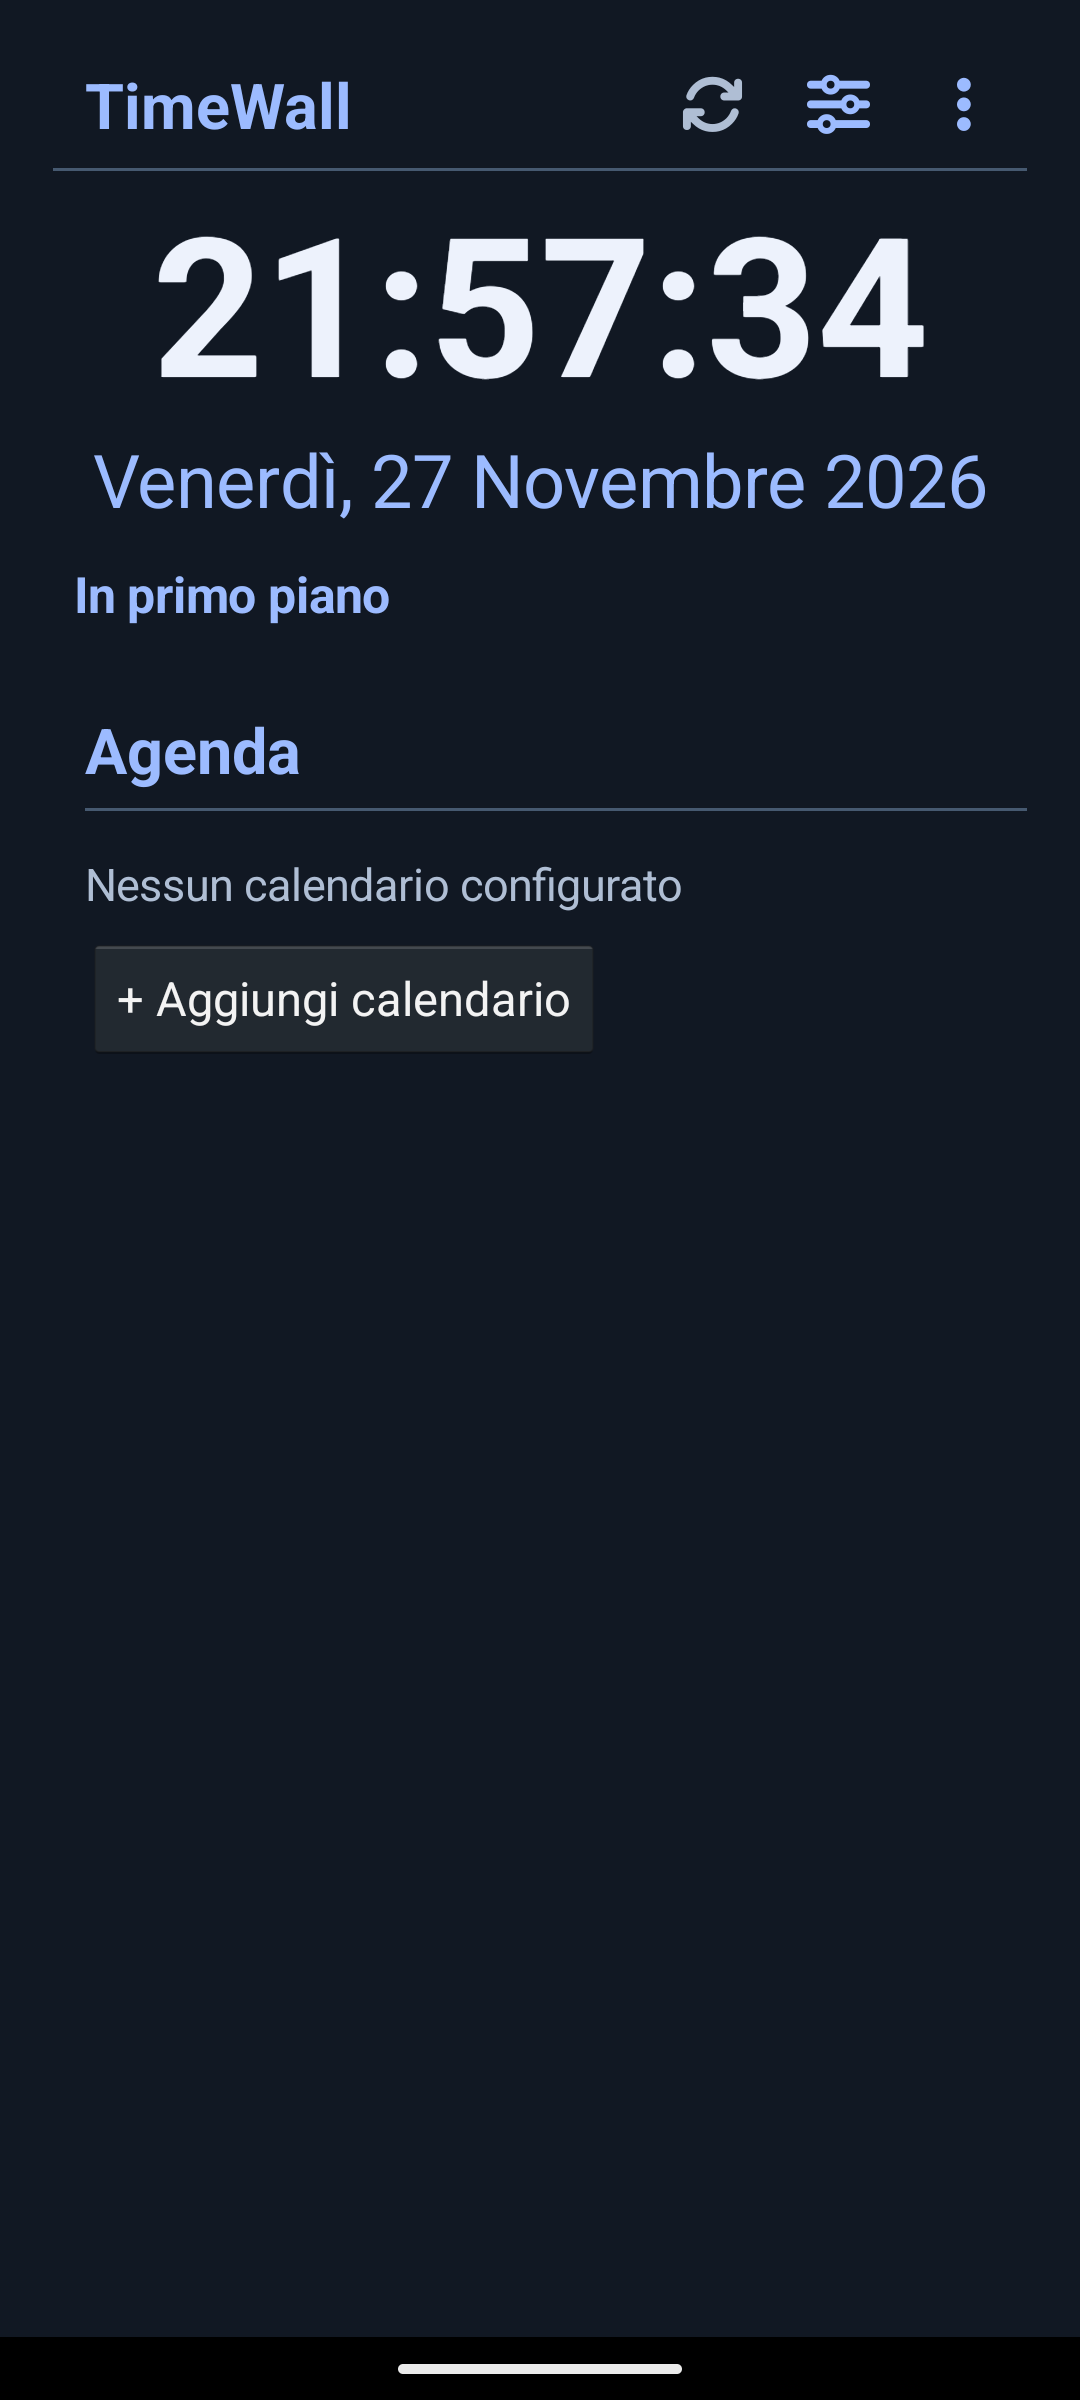 TimeWall
21:57:34
Venerdì, 27 Novembre 2026
In primo piano
Agenda
Nessun calendario configurato
+ Aggiungi calendario